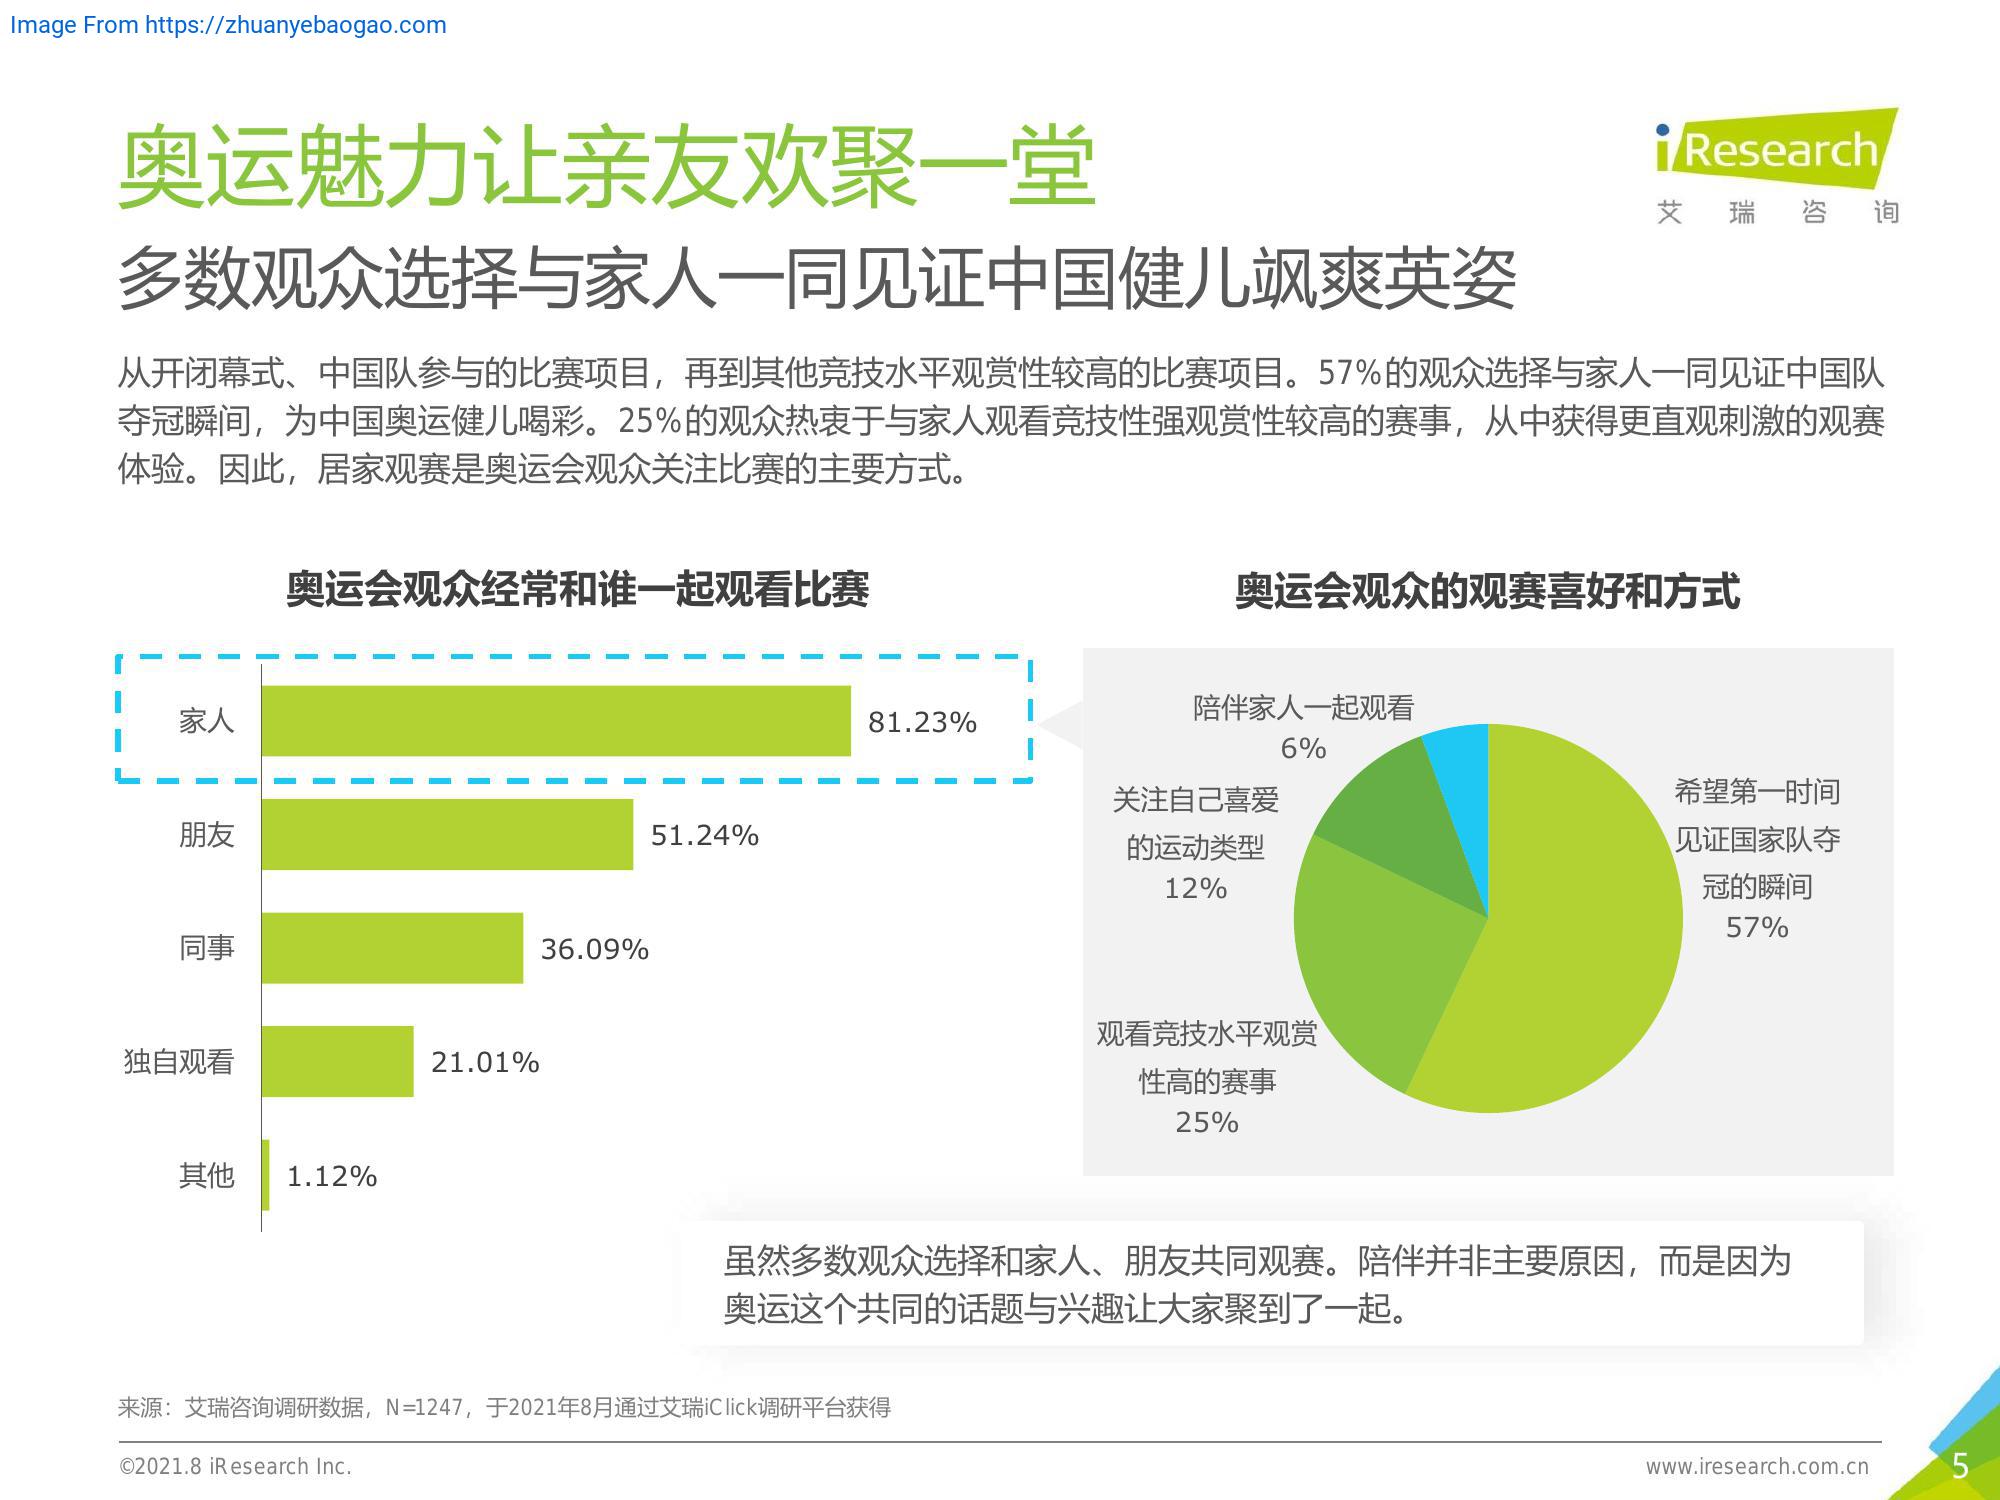 Image From https://zhuanyebaogao.com
奥运魅力让亲友欢聚一堂
iResearch
艾瑞咨询
多数观众选择与家人一同见证中国健儿飒爽英姿
从开闭幕式、中国队参与的比赛项目，再到其他竞技水平观赏性较高的比赛项目。57%的观众选择与家人一同见证中国队
夺冠瞬间，为中国奥运健儿喝彩。25%的观众热衷于与家人观看竞技性强观赏性较高的赛事，从中获得更直观刺激的观赛
体验。因此，居家观赛是奥运会观众关注比赛的主要方式。
奥运会观众经常和谁一起观看比赛
家人
81.23%
朋友
51.24%
同事
36.09%
独自观看
21.01%
其他
1.12%
奥运会观众的观赛喜好和方式
陪伴家人一起观看
6%
关注自己喜爱
的运动类型
12%
希望第一时间
见证国家队夺
冠的瞬间
57%
观看竞技水平观赏
性高的赛事
25%
虽然多数观众选择和家人、朋友共同观赛。陪伴并非主要原因，而是因为
奥运这个共同的话题与兴趣让大家聚到了一起。
来源：艾瑞咨询调研数据，N=1247，于2021年8月通过艾瑞iClick调研平台获得
©2021.8 iResearch Inc.
www.iresearch.com.cn
5